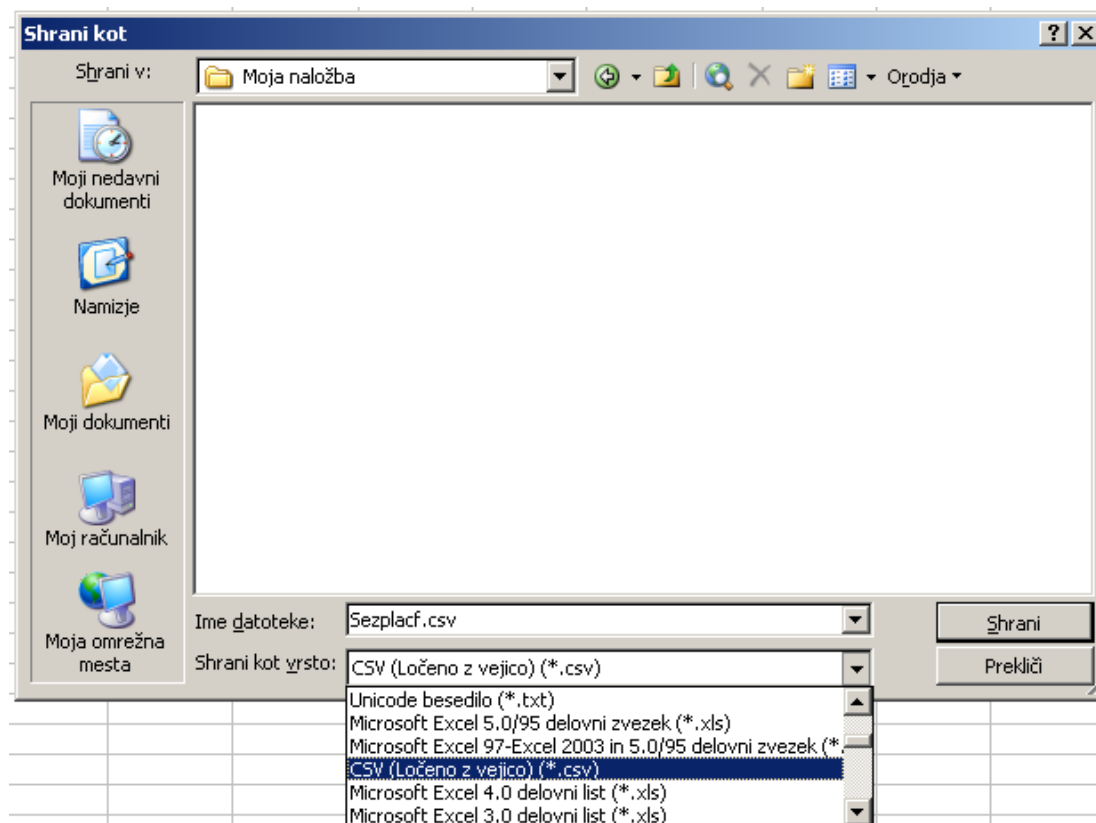 Shrani kot
Shrani v:
Moja naložba
Orodja
Moji nedavni
dokumenti
Namizje
Moji dokumenti
Moj računalnik
Moja omrežna
mesta
Ime datoteke:
Sezplacf.csv
Shrani
Shrani kot vrsto:
CSV (Ločeno z vejico) (*.csv)
Prekliči
Unicode besedilo (*.txt)
Microsoft Excel 5.0/95 delovni zvezek (*.xls)
Microsoft Excel 97-Excel 2003 in 5.0/95 delovni zvezek (*.
CSV (Ločeno z vejico) (*.csv)
Microsoft Excel 4.0 delovni list (*.xls)
Microsoft Excel 3.0 delovni list (*.xls)